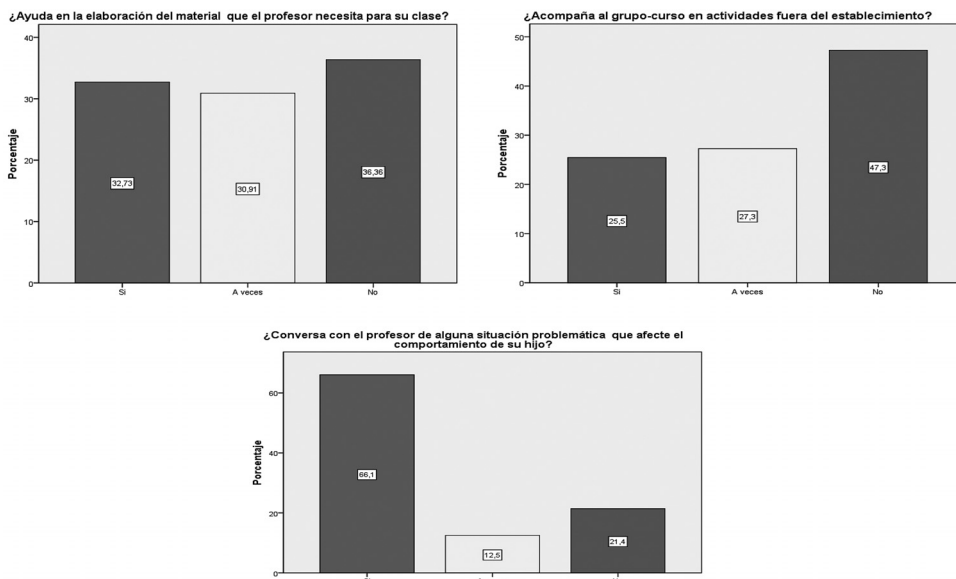 ¿Ayuda en la elaboración del material que el profesor necesita para su clase?
Porcentaje
40
30
20
10
0
32,73
30,91
36,36
Si
A veces
No
¿Acompaña al grupo-curso en actividades fuera del establecimiento?
Porcentaje
50
40
30
20
10
0
25,5
27,3
47,3
Si
A veces
No
¿Conversa con el profesor de alguna situación problemática que afecte el
comportamiento de su hijo?
Porcentaje
60
40
20
0
66,1
12,5
21,4